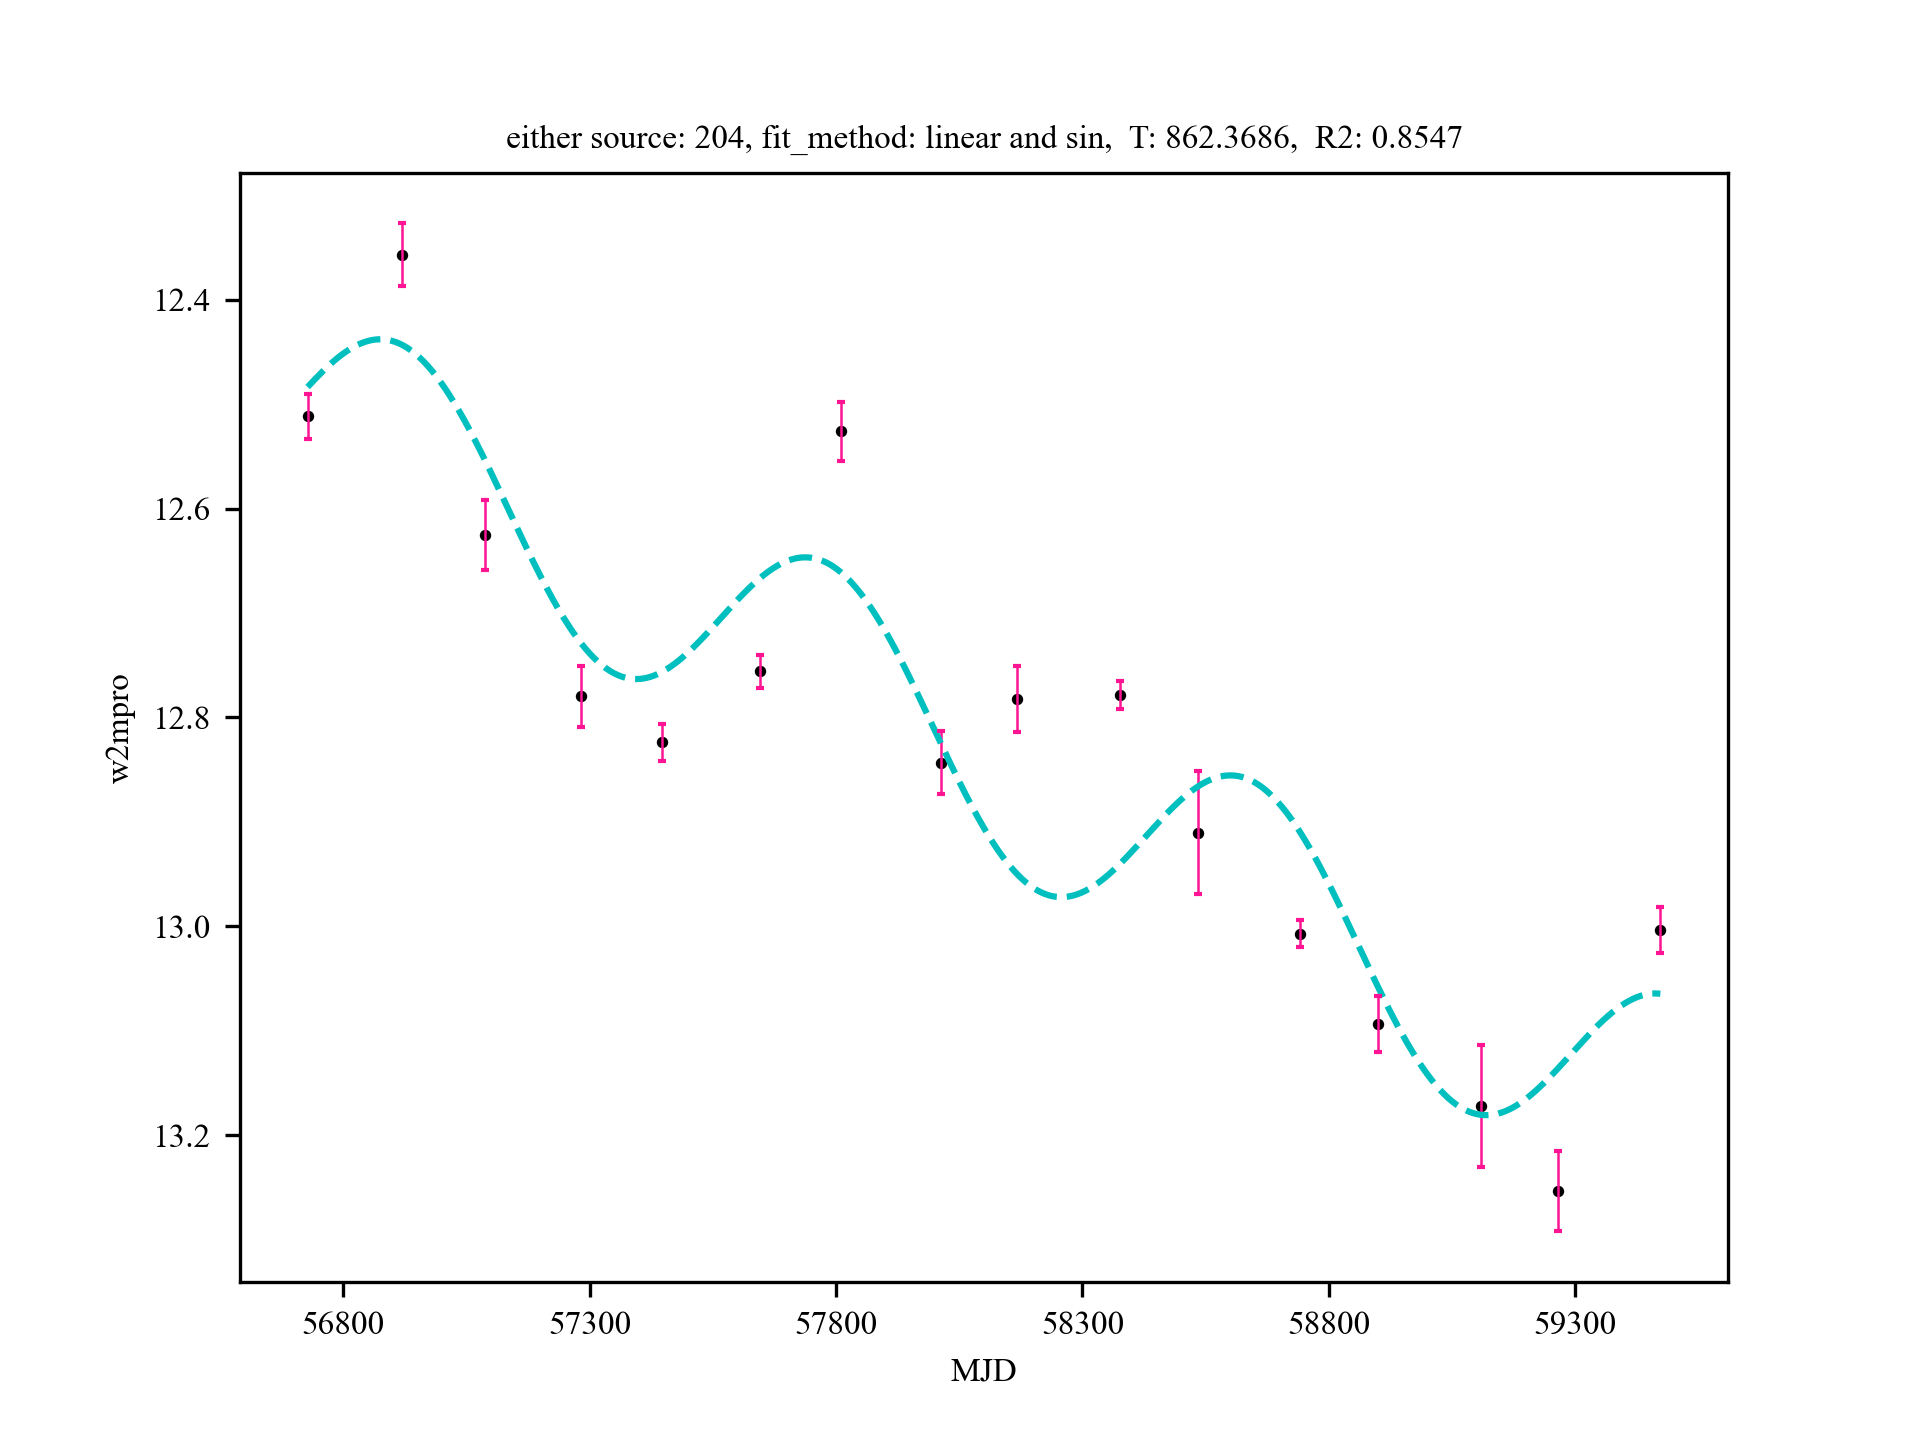 either source: 204, fit_method: linear and sin,  T: 862.3686,  R2: 0.8547
12.4
12.6
12.8
13.0
13.2
w2mpro
56800 57300 57800 58300 58800 59300
MJD